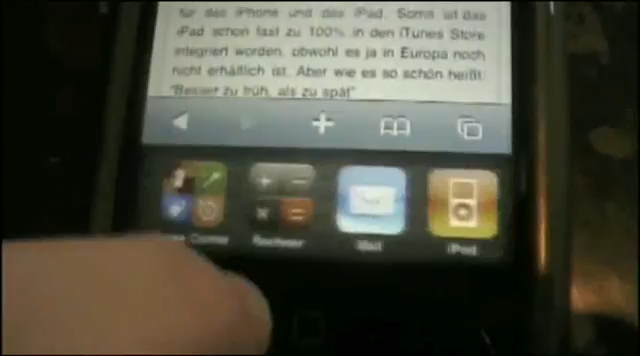 für das iPhone und das iPad. Somit ist das
iPad schon fast zu 100% in den iTunes Store
integriert worden, obwohl es ja in Europa noch
nicht erhältlich ist. Aber wie es so schön heißt:
"Besser zu früh, als zu spät"
Game Center
Rechner
Mail
iPod